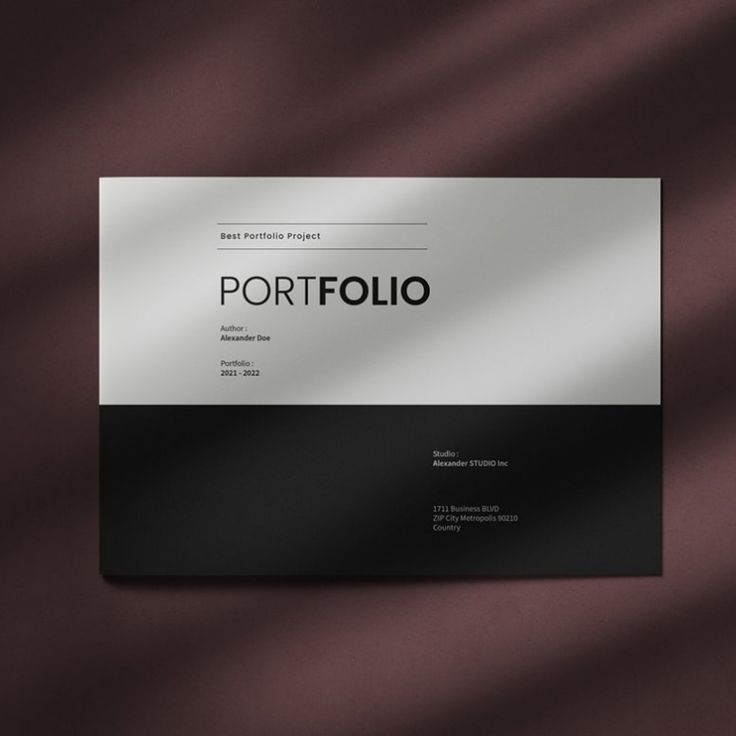 Best Portfolio Project
PORTFOLIO
Author :
Alexander Doe
Portfolio :
2021 - 2022
Studio :
Alexander STUDIO Inc
1711 Business BLVD
ZIP City Metropolis 90210
Country